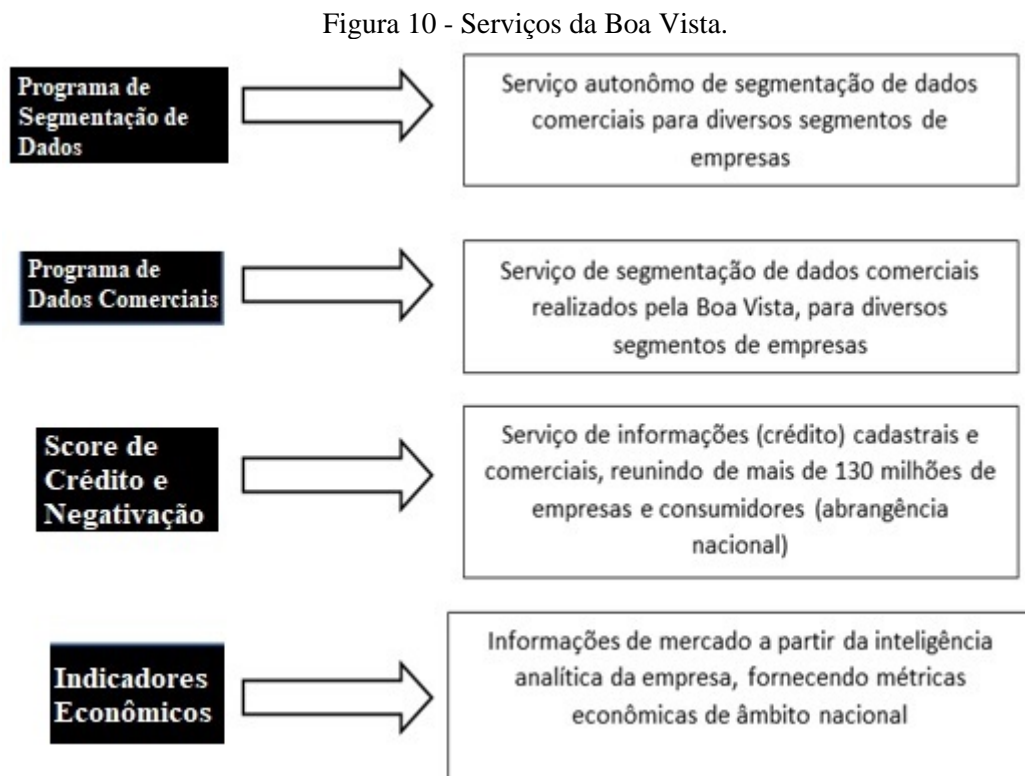 Figura 10 - Serviços da Boa Vista.
Programa de
Segmentação de
Dados
Serviço autonômo de segmentação de dados
comerciais para diversos segmentos de
empresas
Programa de
Dados Comerciais
Serviço de segmentação de dados comerciais
realizados pela Boa Vista, para diversos
segmentos de empresas
Score de
Crédito e
Negativação
Serviço de informações (crédito) cadastrais e
comerciais, reunindo de mais de 130 milhões de
empresas e consumidores (abrangência
nacional)
Indicadores
Econômicos
Informações de mercado a partir da inteligência
analítica da empresa, fornecendo métricas
econômicas de âmbito nacional